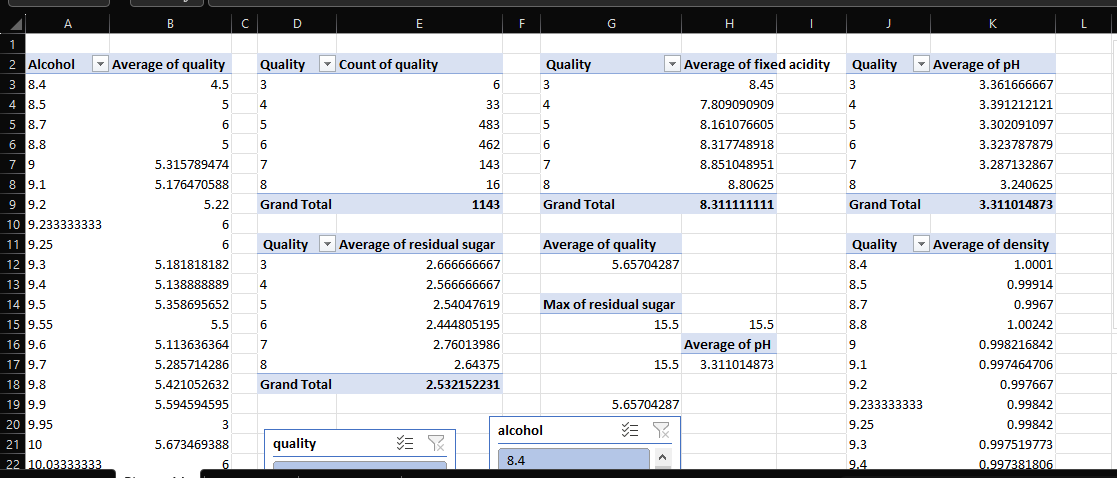 A B C D E F G H I J K L
1
2 Alcohol Average of quality Quality Count of quality Quality Average of fixed acidity Quality Average of pH
3 8.4 4.5 3 6 3 8.45 3 3.361666667
4 8.5 5 4 33 4 7.809090909 4 3.391212121
5 8.7 6 5 483 5 8.161076605 5 3.302091097
6 8.8 5 6 462 6 8.317748918 6 3.323787879
7 9 5.315789474 7 143 7 8.851048951 7 3.287132867
8 9.1 5.176470588 8 16 8 8.80625 8 3.240625
9 9.2 5.22 Grand Total 1143 Grand Total 8.311111111 Grand Total 3.311014873
10 9.233333333 6
11 9.25 6 Quality Average of residual sugar Average of quality Quality Average of density
12 9.3 5.181818182 3 2.666666667 5.65704287 8.4 1.0001
13 9.4 5.138888889 4 2.566666667 8.5 0.99914
14 9.5 5.358695652 5 2.54047619 Max of residual sugar 8.7 0.9967
15 9.55 5.5 6 2.444805195 15.5 15.5 8.8 1.00242
16 9.6 5.113636364 7 2.76013986 Average of pH 9 0.998216842
17 9.7 5.285714286 8 2.64375 15.5 3.311014873 9.1 0.997464706
18 9.8 5.421052632 Grand Total 2.532152231 9.2 0.997667
19 9.9 5.594594595 5.65704287 9.233333333 0.99842
20 9.95 3 quality alcohol 9.25 0.99842
21 10 5.673469388 9.3 0.997519773
22 10.03333333 6 8.4 9.4 0.997381806